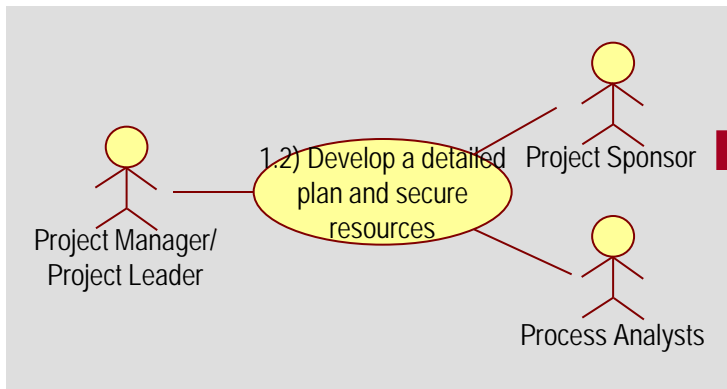 1.2) Develop a detailed
plan and secure
resources
Project Manager/
Project Leader
Project Sponsor
Process Analysts